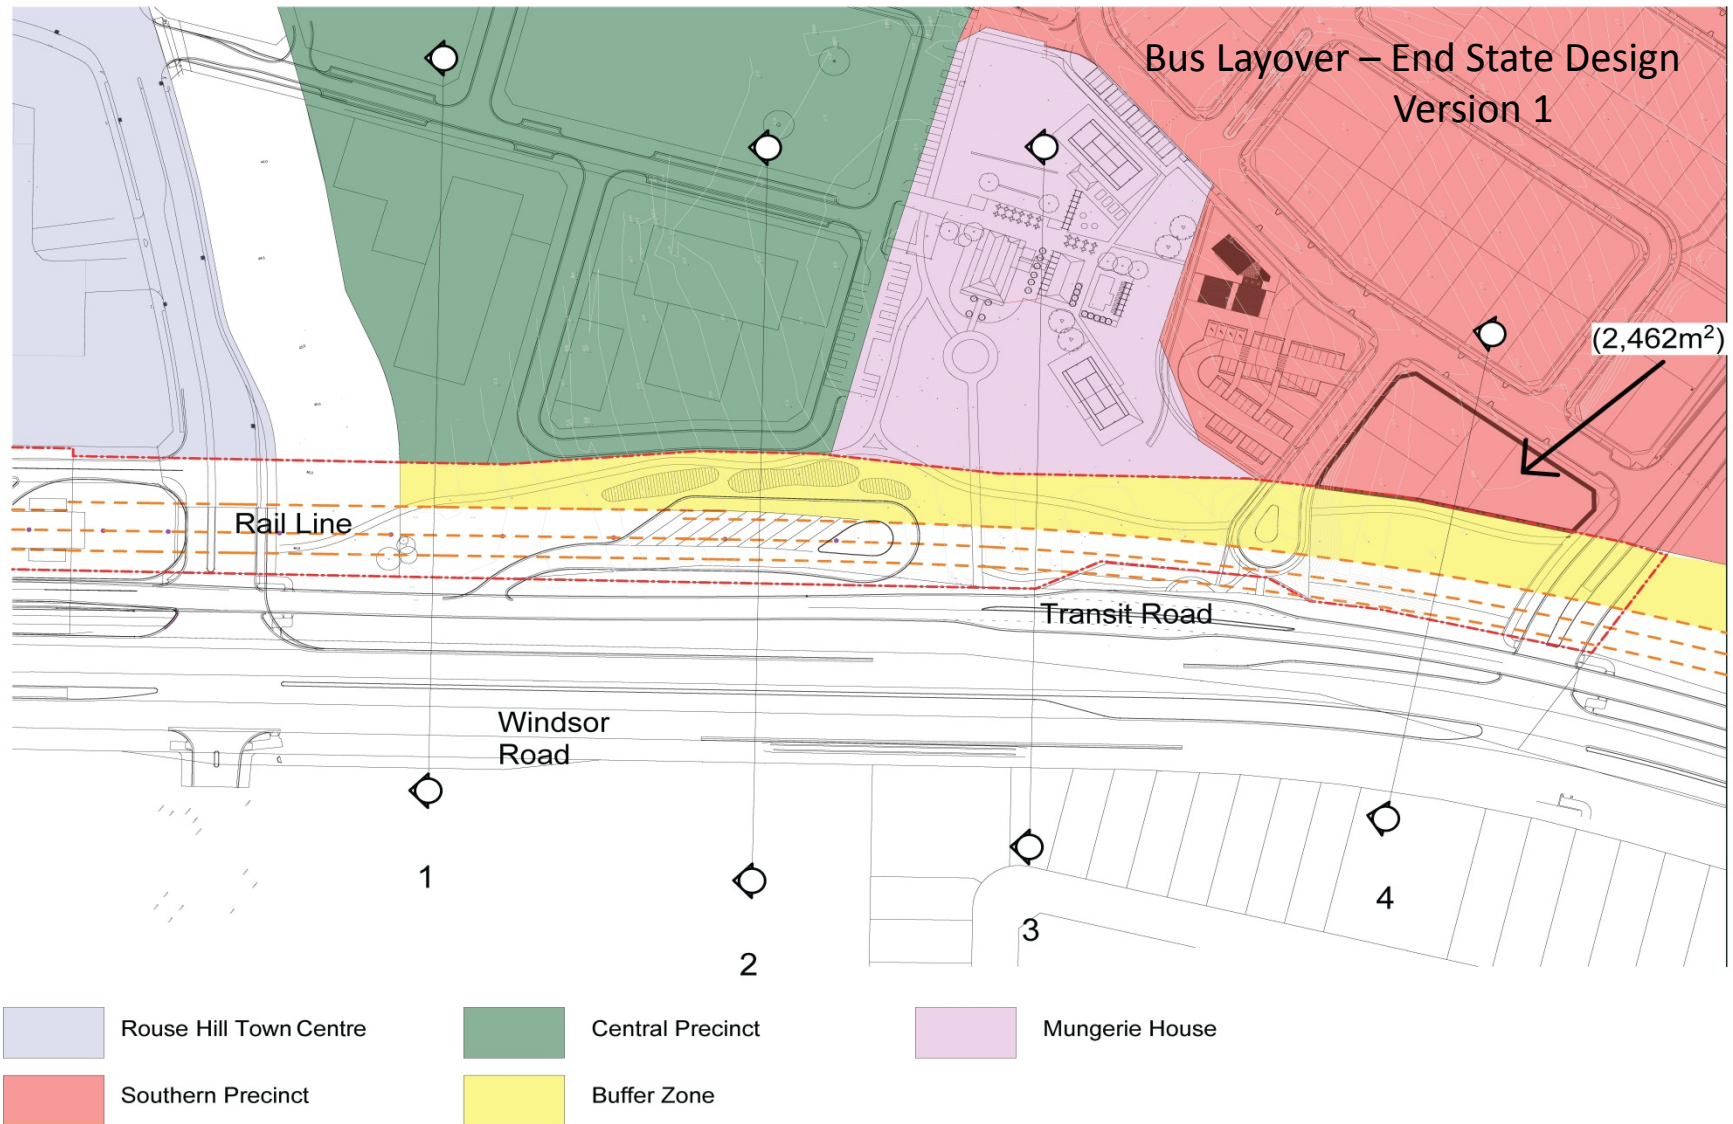 Bus Layover – End State Design
Version 1
(2,462m²)
Rail Line
Transit Road
Windsor
Road
1
2
3
4
Rouse Hill Town Centre
Central Precinct
Mungerie House
Southern Precinct
Buffer Zone